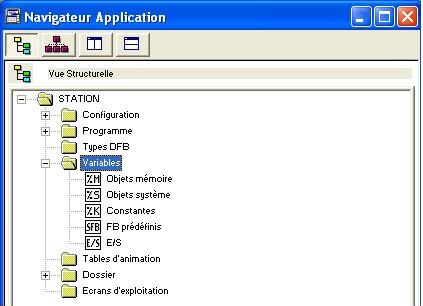 Navigateur Application
Vue Structurelle
STATION
Configuration
Programme
Types DFB
Variables
%M Objets mémoire
%S Objets système
%K Constantes
SFB FB prédéfinis
E/S E/S
Tables d'animation
Dossier
Ecrans d'exploitation